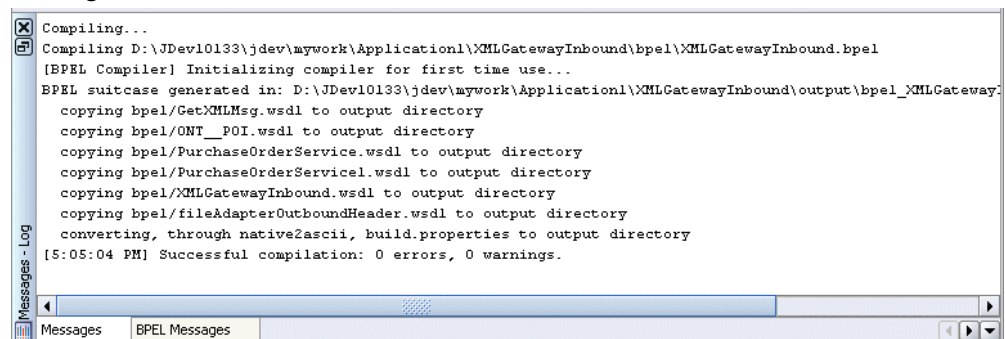 Compiling...
Compiling D:\JDev10133\jdev\mywork\Application1\XMLGatewayInbound\bpel\XMLGatewayInbound.bpel
[BPEL Compiler] Initializing compiler for first time use...
BPEL suitcase generated in: D:\JDev10133\jdev\mywork\Application1\XMLGatewayInbound\output\bpel_XMLGateway
copying bpel/GetXMLMsg.wsdl to output directory
copying bpel/ONT__POI.wsdl to output directory
copying bpel/PurchaseOrderService.wsdl to output directory
copying bpel/PurchaseOrderService1.wsdl to output directory
copying bpel/XMLGatewayInbound.wsdl to output directory
copying bpel/fileAdapterOutboundHeader.wsdl to output directory
converting, through native2ascii, build.properties to output directory
[5:05:04 PM] Successful compilation: 0 errors, 0 warnings.
Messages - Log
Messages BPEL Messages